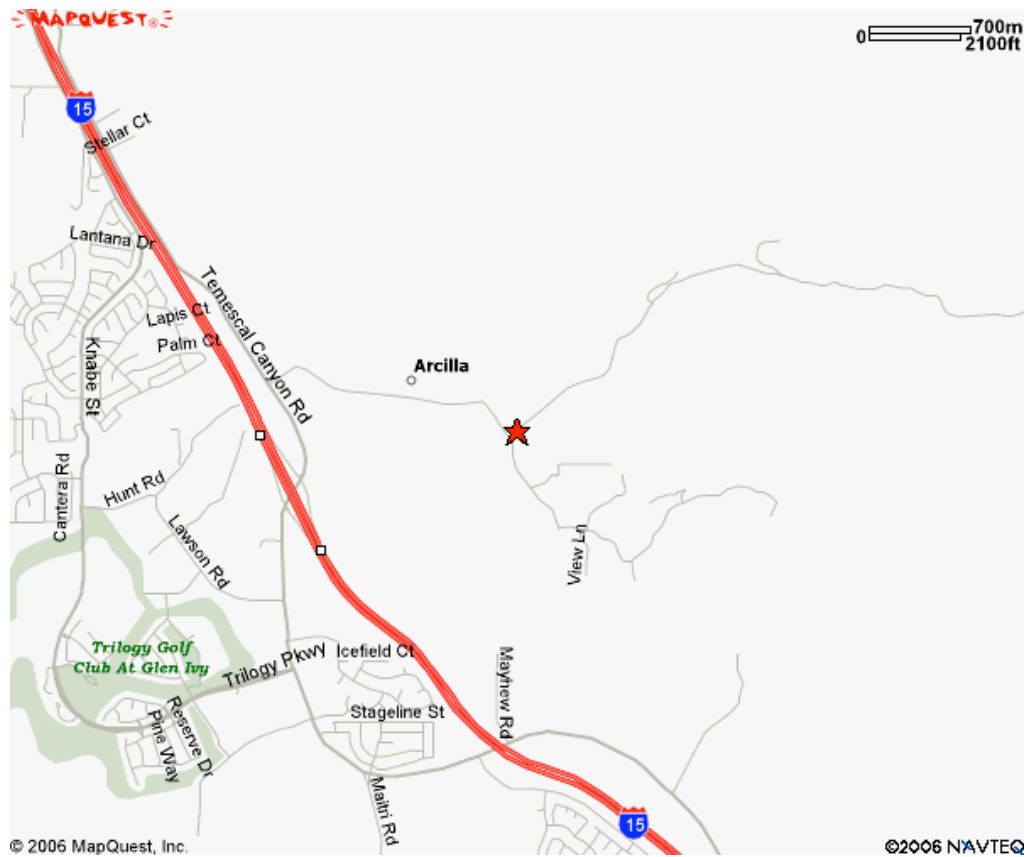 MAPQUEST®
0 700m
2100ft
15
Stellar Ct
Lantana Dr
Temescal Canyon Rd
Lapis Ct
Palm Ct
Knabe St
Arcilla
Cantera Rd
Hunt Rd
Lawson Rd
View Ln
Trilogy Golf
Club At Glen Ivy
Trilogy Pkwy
Icefield Ct
Mayhew Rd
Reserve Dr
Pine Way
Stageline St
Maitri Rd
15
© 2006 MapQuest, Inc.
©2006 NAVTEQ